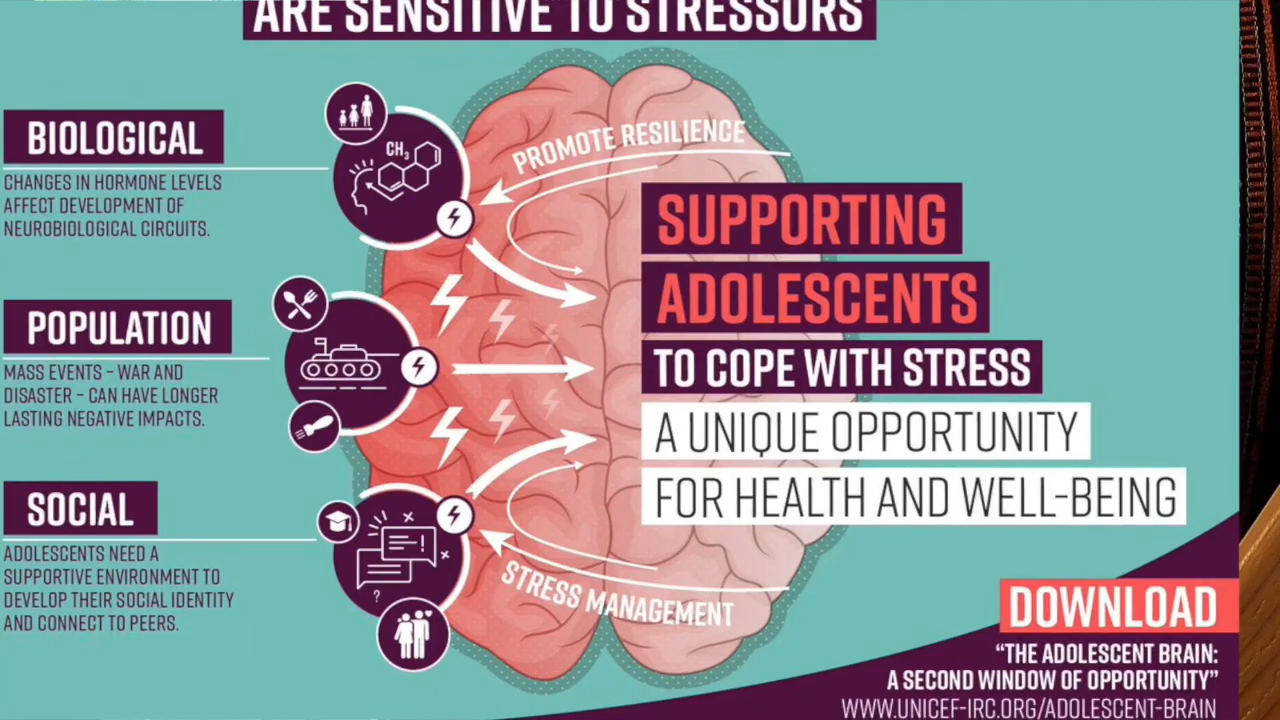 ARE SENSITIVE TO STRESSORS
BIOLOGICAL
CHANGES IN HORMONE LEVELS
AFFECT DEVELOPMENT OF
NEUROBIOLOGICAL CIRCUITS.
CH3
PROMOTE RESILIENCE
POPULATION
MASS EVENTS – WAR AND
DISASTER – CAN HAVE LONGER
LASTING NEGATIVE IMPACTS.
SOCIAL
ADOLESCENTS NEED A
SUPPORTIVE ENVIRONMENT TO
DEVELOP THEIR SOCIAL IDENTITY
AND CONNECT TO PEERS.
!
?
STRESS MANAGEMENT
SUPPORTING
ADOLESCENTS
TO COPE WITH STRESS
A UNIQUE OPPORTUNITY
FOR HEALTH AND WELL-BEING
DOWNLOAD
“THE ADOLESCENT BRAIN:
A SECOND WINDOW OF OPPORTUNITY”
WWW.UNICEF-IRC.ORG/ADOLESCENT-BRAIN